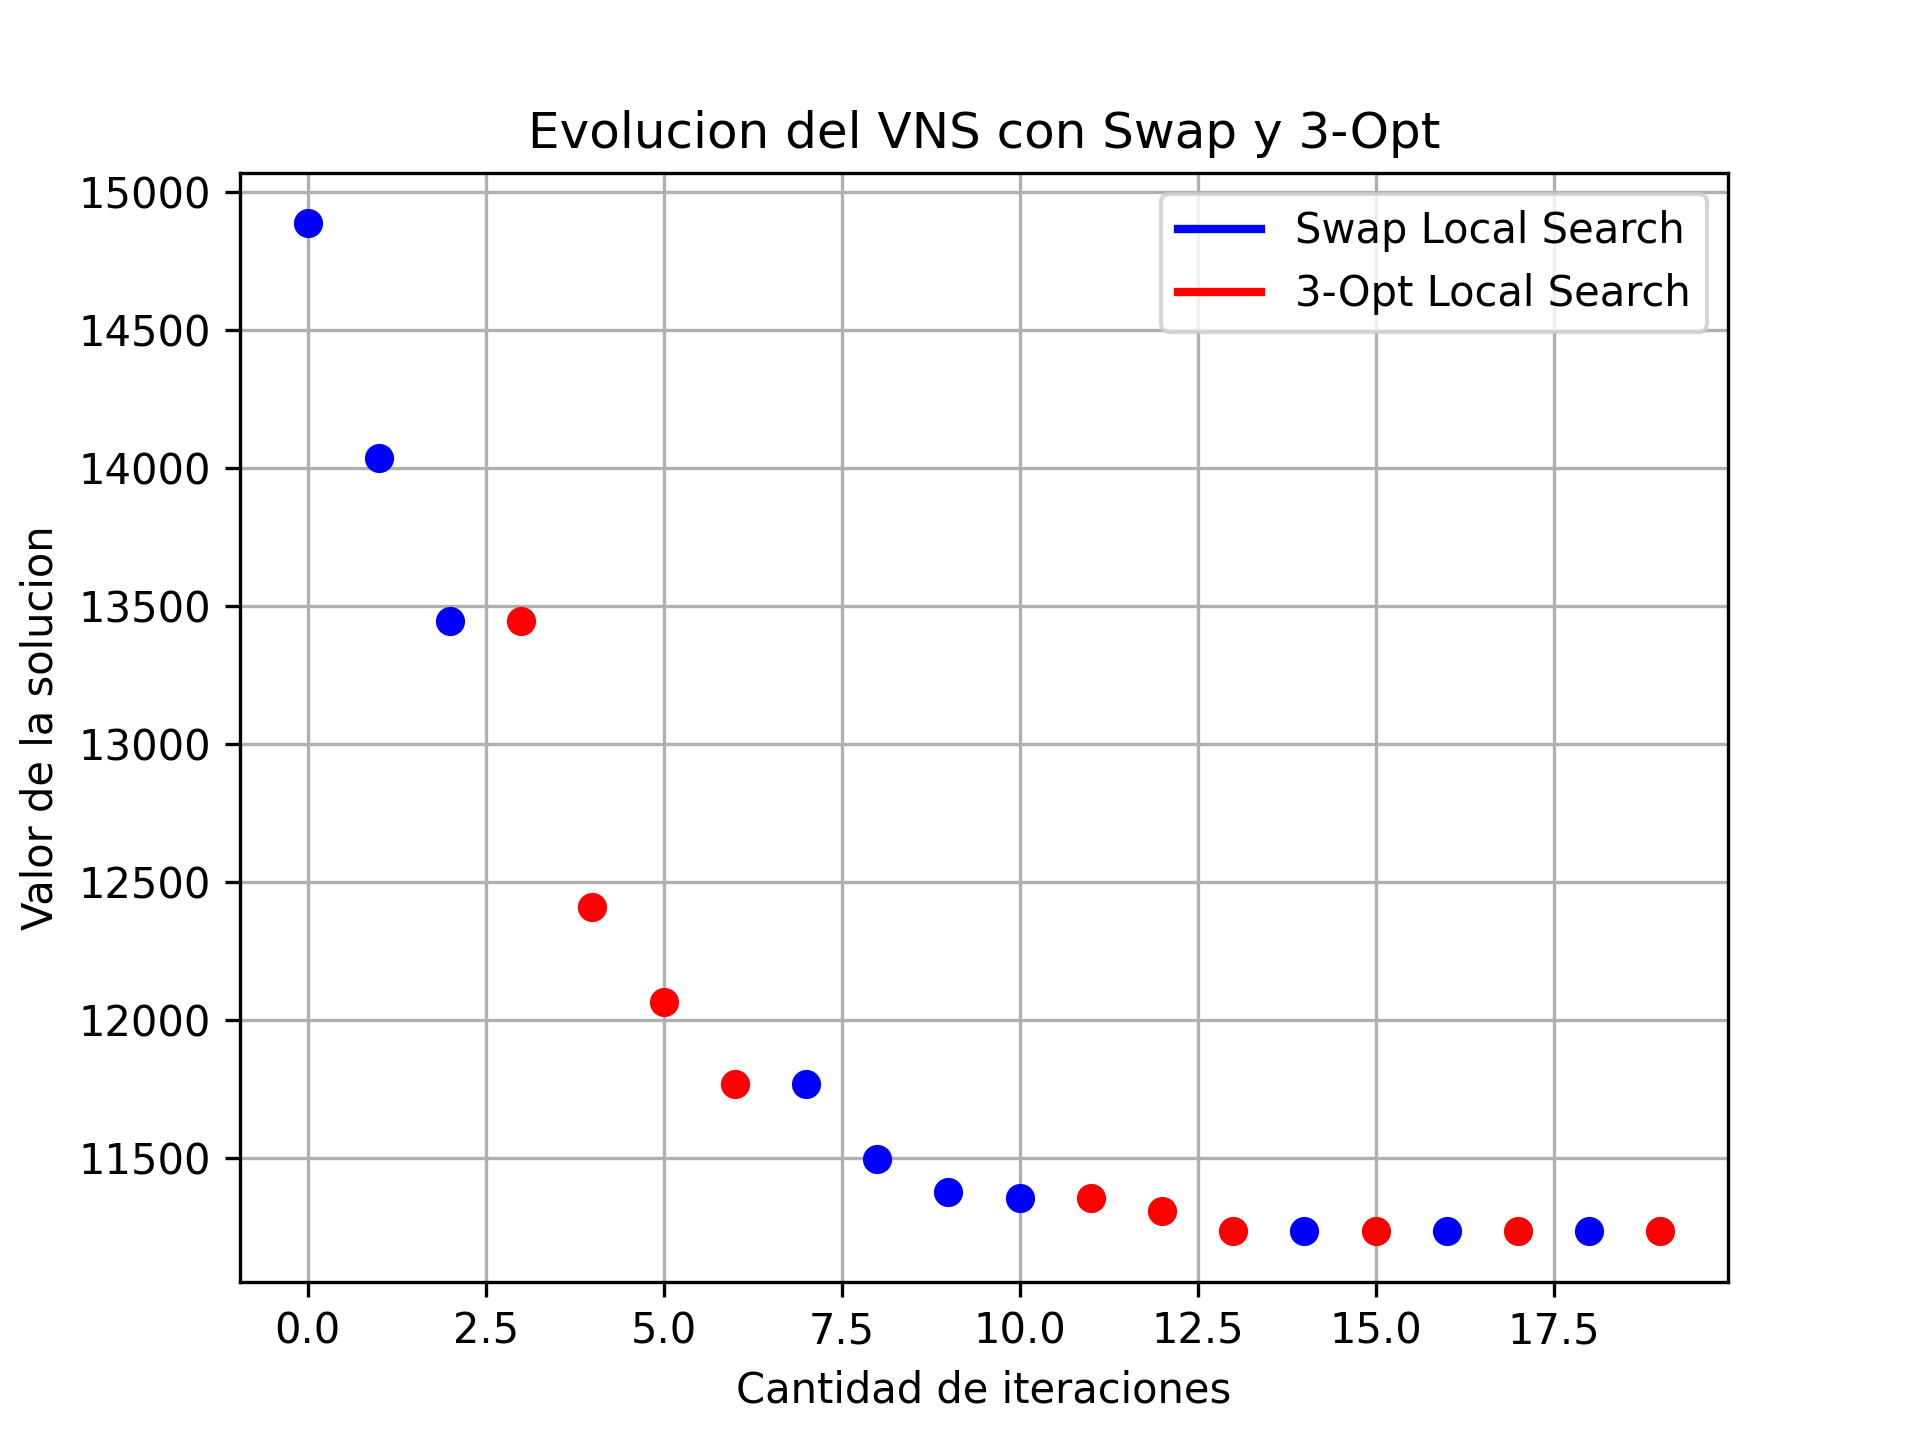 Evolucion del VNS con Swap y 3-Opt
Swap Local Search
3-Opt Local Search
Valor de la solucion
15000
14500
14000
13500
13000
12500
12000
11500
0.0 2.5 5.0 7.5 10.0 12.5 15.0 17.5
Cantidad de iteraciones